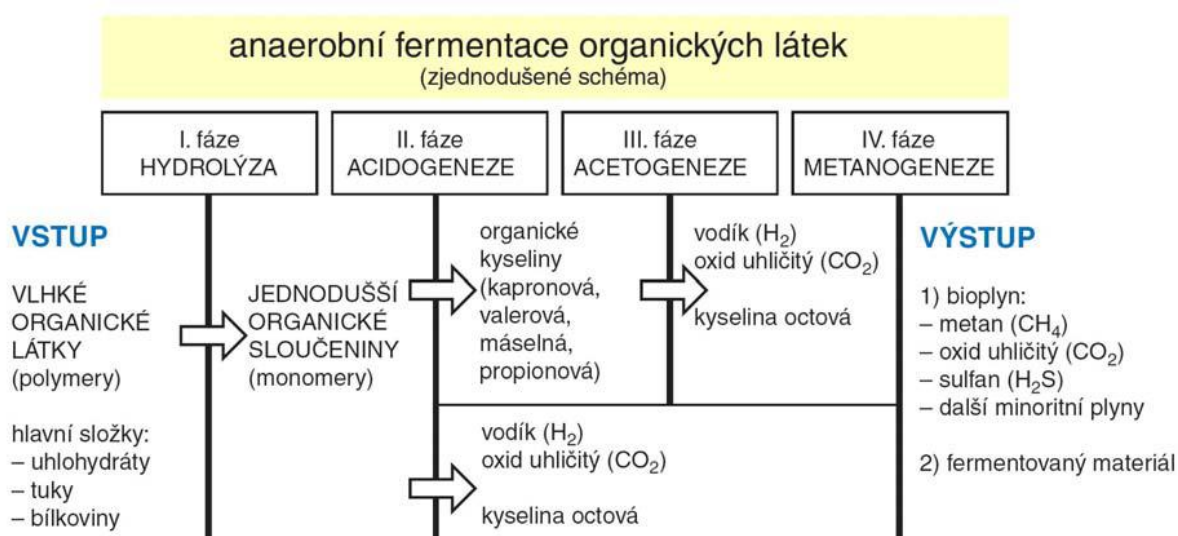 anaerobní fermentace organických látek
(zjednodušené schéma)
I. fáze
HYDROLÝZA
II. fáze
ACIDOGENEZE
III. fáze
ACETOGENEZE
IV. fáze
METANOGENEZE
VSTUP
VLHKÉ
ORGANICKÉ
LÁTKY
(polymery)
hlavní složky:
– uhlohydráty
– tuky
– bílkoviny
JEDNODUŠŠÍ
ORGANICKÉ
SLOUČENINY
(monomery)
organické
kyseliny
(kapronová,
valerová,
máselná,
propionová)
vodík (H₂)
oxid uhličitý (CO₂)
kyselina octová
vodík (H₂)
oxid uhličitý (CO₂)
kyselina octová
VÝSTUP
1) bioplyn:
– metan (CH₄)
– oxid uhličitý (CO₂)
– sulfan (H₂S)
– další minoritní plyny
2) fermentovaný materiál